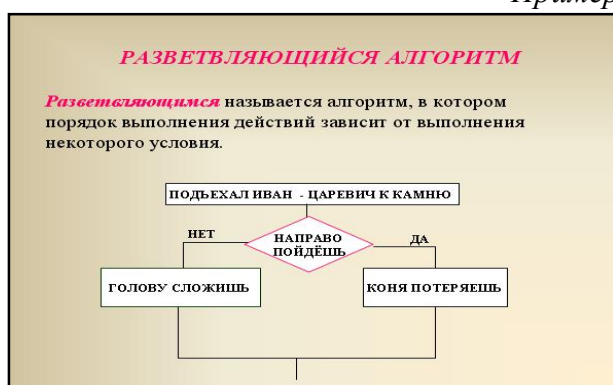 Пример
РАЗВЕТВЛЯЮЩИЙСЯ АЛГОРИТМ
Разветвляющимся называется алгоритм, в котором
порядок выполнения действий зависит от выполнения
некоторого условия.
ПОДЪЕХАЛ ИВАН - ЦАРЕВИЧ К КАМНЮ
НЕТ
НАПРАВО
ПОЙДЁШЬ
ДА
ГОЛОВУ СЛОЖИШЬ
КОНЯ ПОТЕРЯЕШЬ